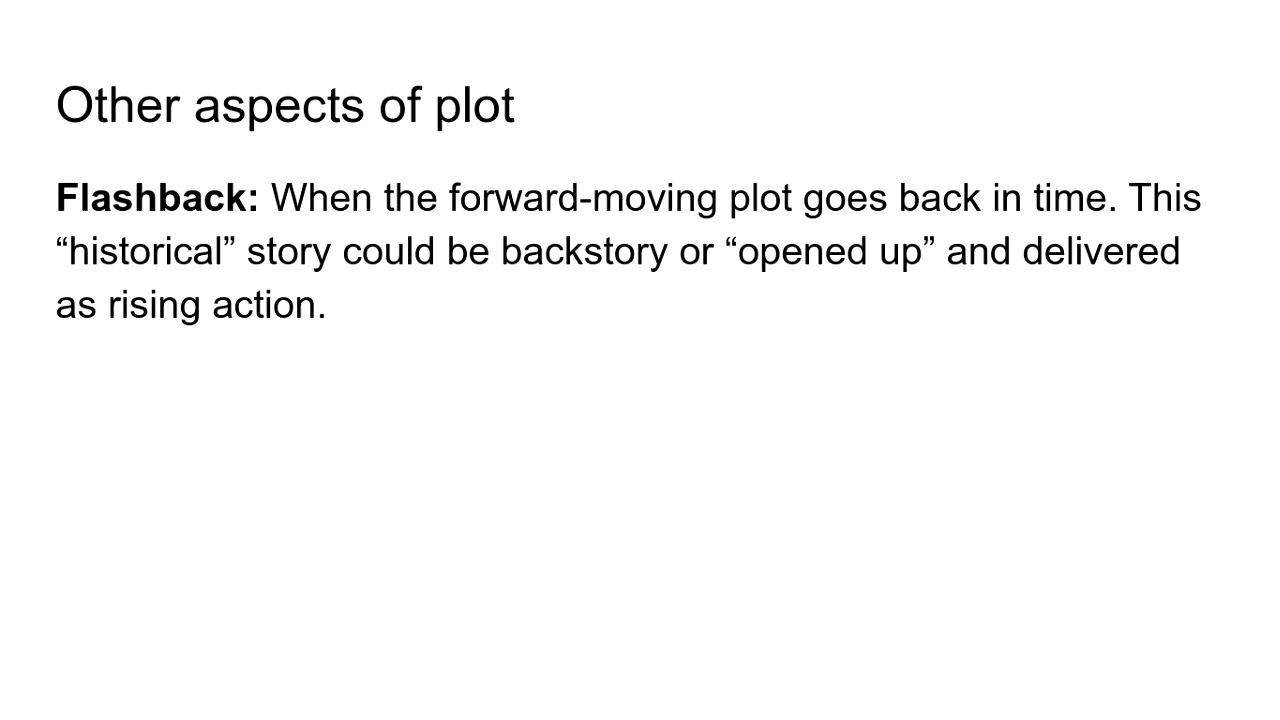 Other aspects of plot
Flashback: When the forward-moving plot goes back in time. This
“historical” story could be backstory or “opened up” and delivered
as rising action.